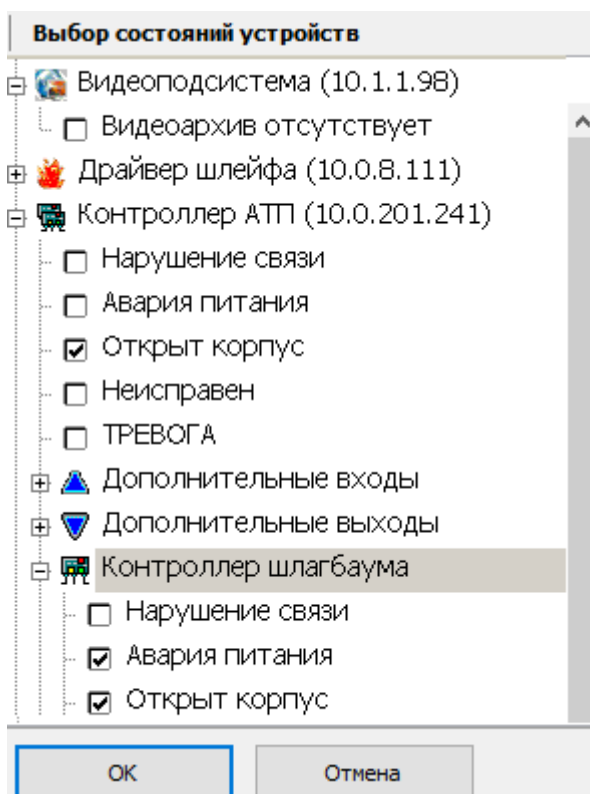 Выбор состояний устройств
Видеоподсистема (10.1.1.98)
Видеоархив отсутствует
Драйвер шлейфа (10.0.8.111)
Контроллер АТП (10.0.201.241)
Нарушение связи
Авария питания
Открыт корпус
Неисправен
ТРЕВОГА
Дополнительные входы
Дополнительные выходы
Контроллер шлагбаума
Нарушение связи
Авария питания
Открыт корпус
ОК Отмена